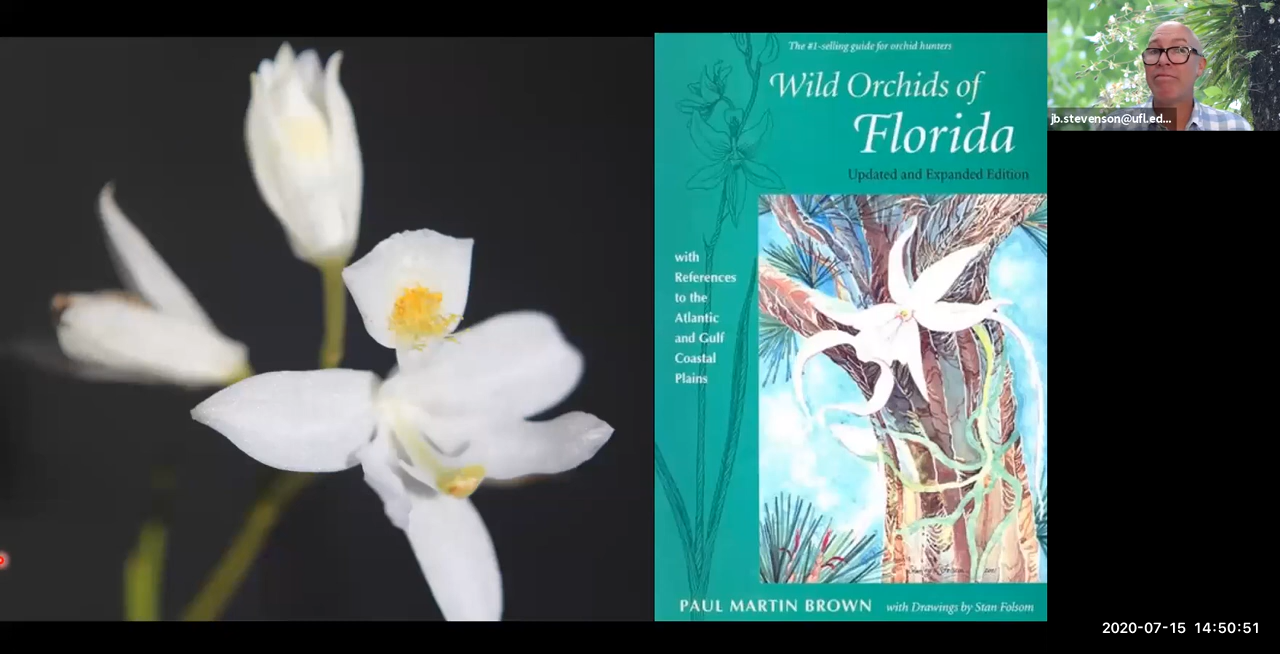 The #1-selling guide for orchid hunters
Wild Orchids of
Florida
Updated and Expanded Edition
with
References
to the
Atlantic
and Gulf
Coastal
Plains
PAUL MARTIN BROWN with Drawings by Stan Folsom
jb.stevenson@ufl.ed...
2020-07-15 14:50:51